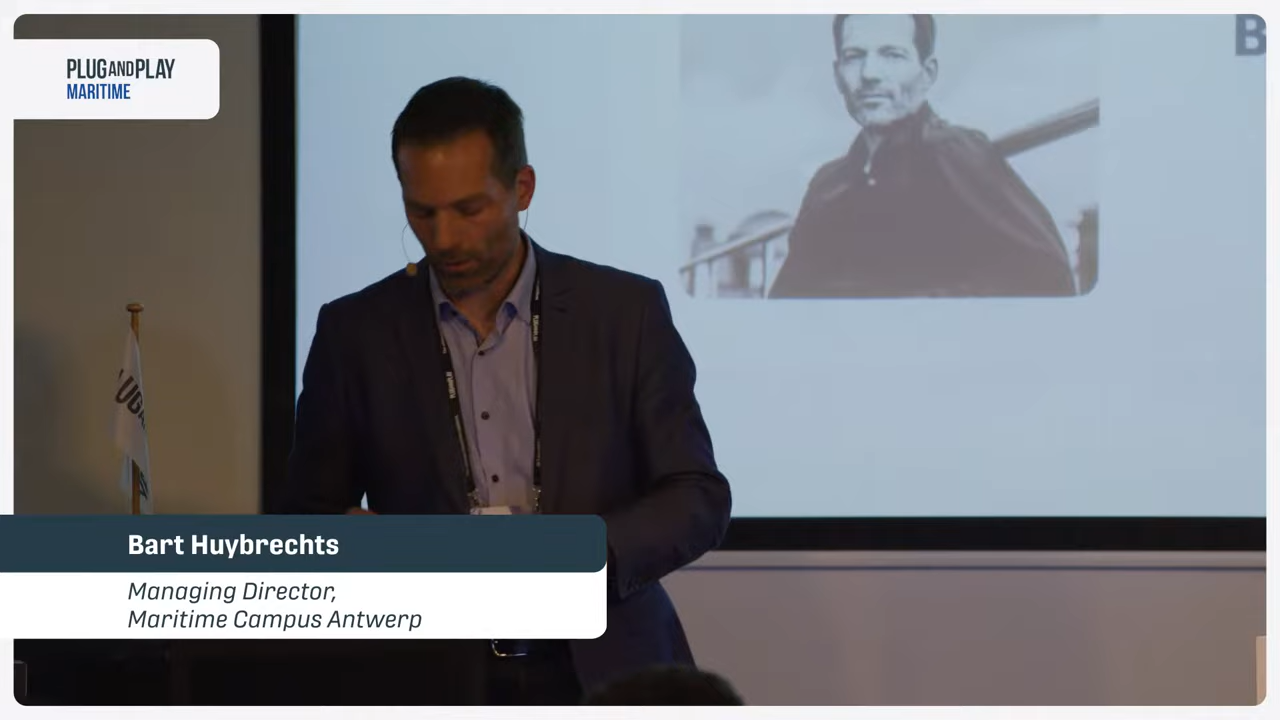 PLUGANDPLAY
MARITIME
B
Bart Huybrechts
Managing Director,
Maritime Campus Antwerp